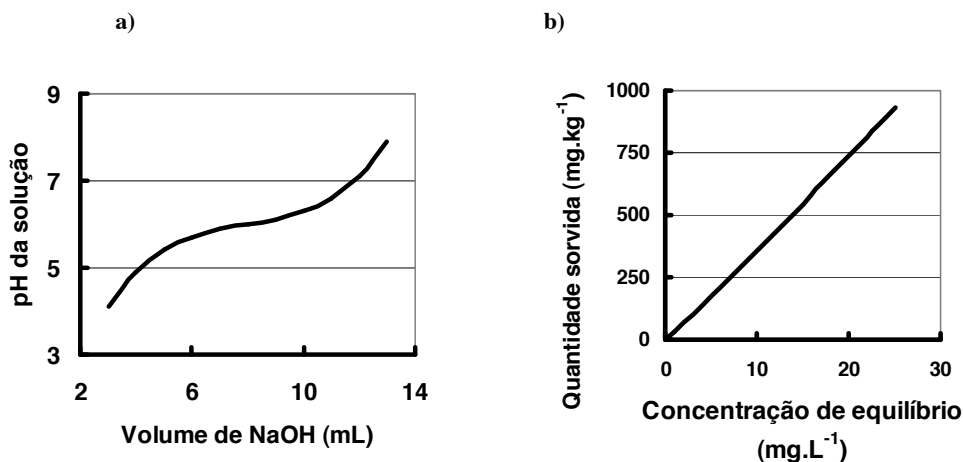 a)
pH da solução
9
7
5
3
2
6
10
14
Volume de NaOH (mL)
b)
Quantidade sorvida (mg.kg⁻¹)
1000
750
500
250
0
0
10
20
30
Concentração de equilíbrio
(mg.L⁻¹)